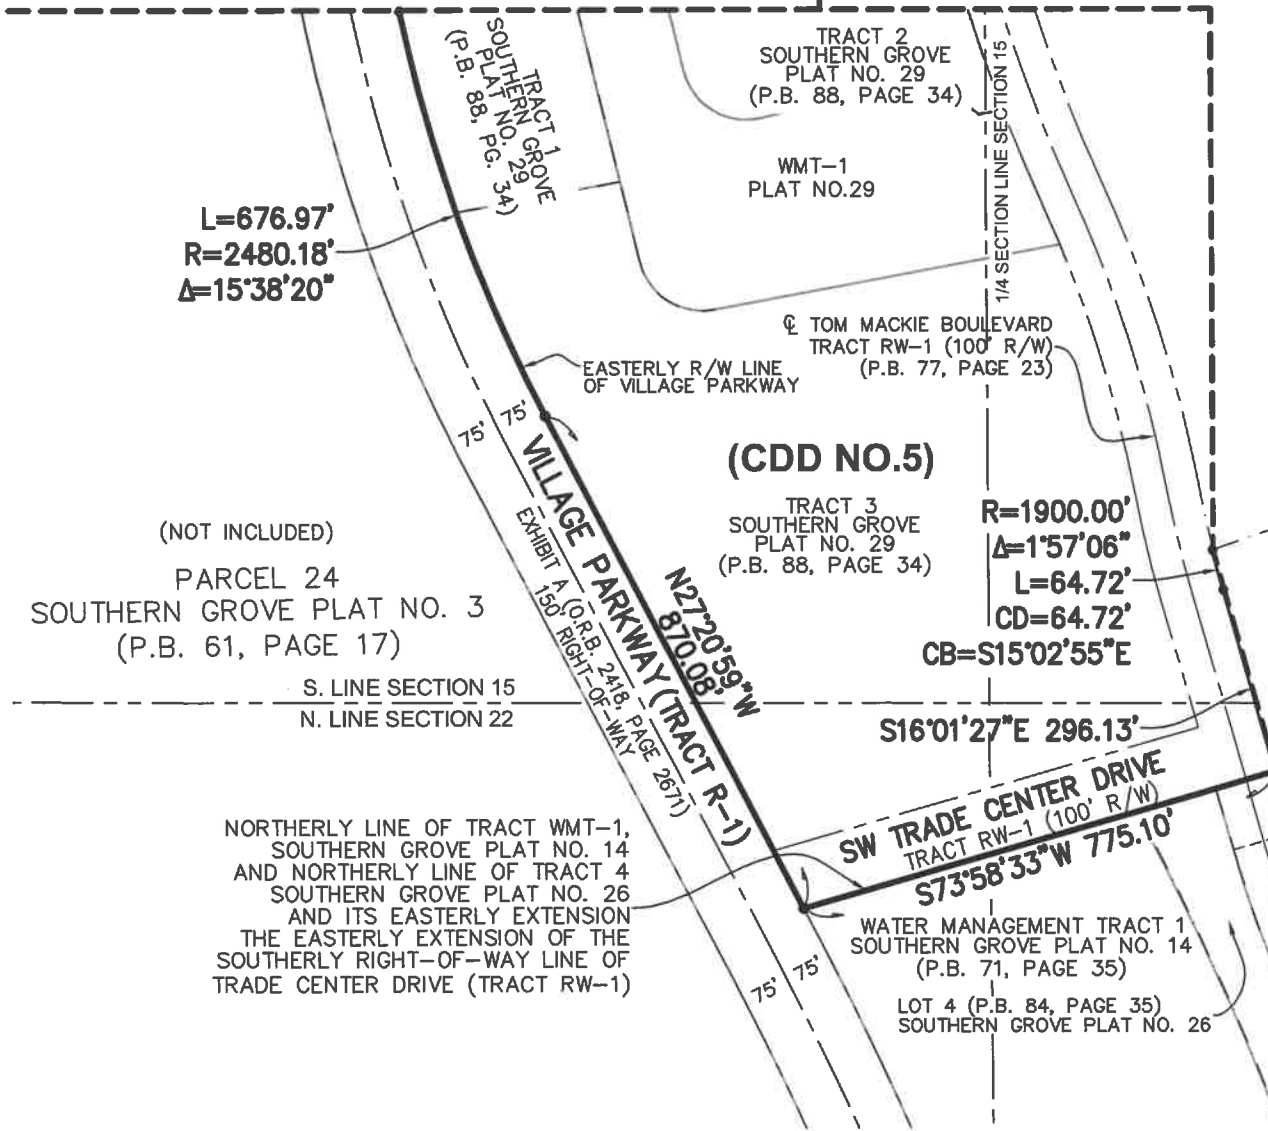 TRACT 1
SOUTHERN GROVE
PLAT NO. 29
(P.B. 88, PG. 34)
TRACT 2
SOUTHERN GROVE
PLAT NO. 29
(P.B. 88, PAGE 34)
1/4 SECTION LINE SECTION 15
WMT-1
PLAT NO.29
L=676.97'
R=2480.18'
Δ=15°38'20"
℄ TOM MACKIE BOULEVARD
TRACT RW-1 (100' R/W)
(P.B. 77, PAGE 23)
EASTERLY R/W LINE
OF VILLAGE PARKWAY
75'
75'
(CDD NO.5)
TRACT 3
SOUTHERN GROVE
PLAT NO. 29
(P.B. 88, PAGE 34)
R=1900.00'
Δ=1°57'06"
L=64.72'
CD=64.72'
CB=S15°02'55"E
(NOT INCLUDED)
PARCEL 24
SOUTHERN GROVE PLAT NO. 3
(P.B. 61, PAGE 17)
VILLAGE PARKWAY (TRACT R-1)
EXHIBIT A (O.R.B. 2418, PAGE 2671)
150' RIGHT-OF-WAY
N27°20'59"W
870.08'
S. LINE SECTION 15
N. LINE SECTION 22
S16°01'27"E 296.13'
SW TRADE CENTER DRIVE
TRACT RW-1 (100' R/W)
S73°58'33"W 775.10'
NORTHERLY LINE OF TRACT WMT-1,
SOUTHERN GROVE PLAT NO. 14
AND NORTHERLY LINE OF TRACT 4
SOUTHERN GROVE PLAT NO. 26
AND ITS EASTERLY EXTENSION
THE EASTERLY EXTENSION OF THE
SOUTHERLY RIGHT-OF-WAY LINE OF
TRADE CENTER DRIVE (TRACT RW-1)
WATER MANAGEMENT TRACT 1
SOUTHERN GROVE PLAT NO. 14
(P.B. 71, PAGE 35)
75'
75'
LOT 4 (P.B. 84, PAGE 35)
SOUTHERN GROVE PLAT NO. 26